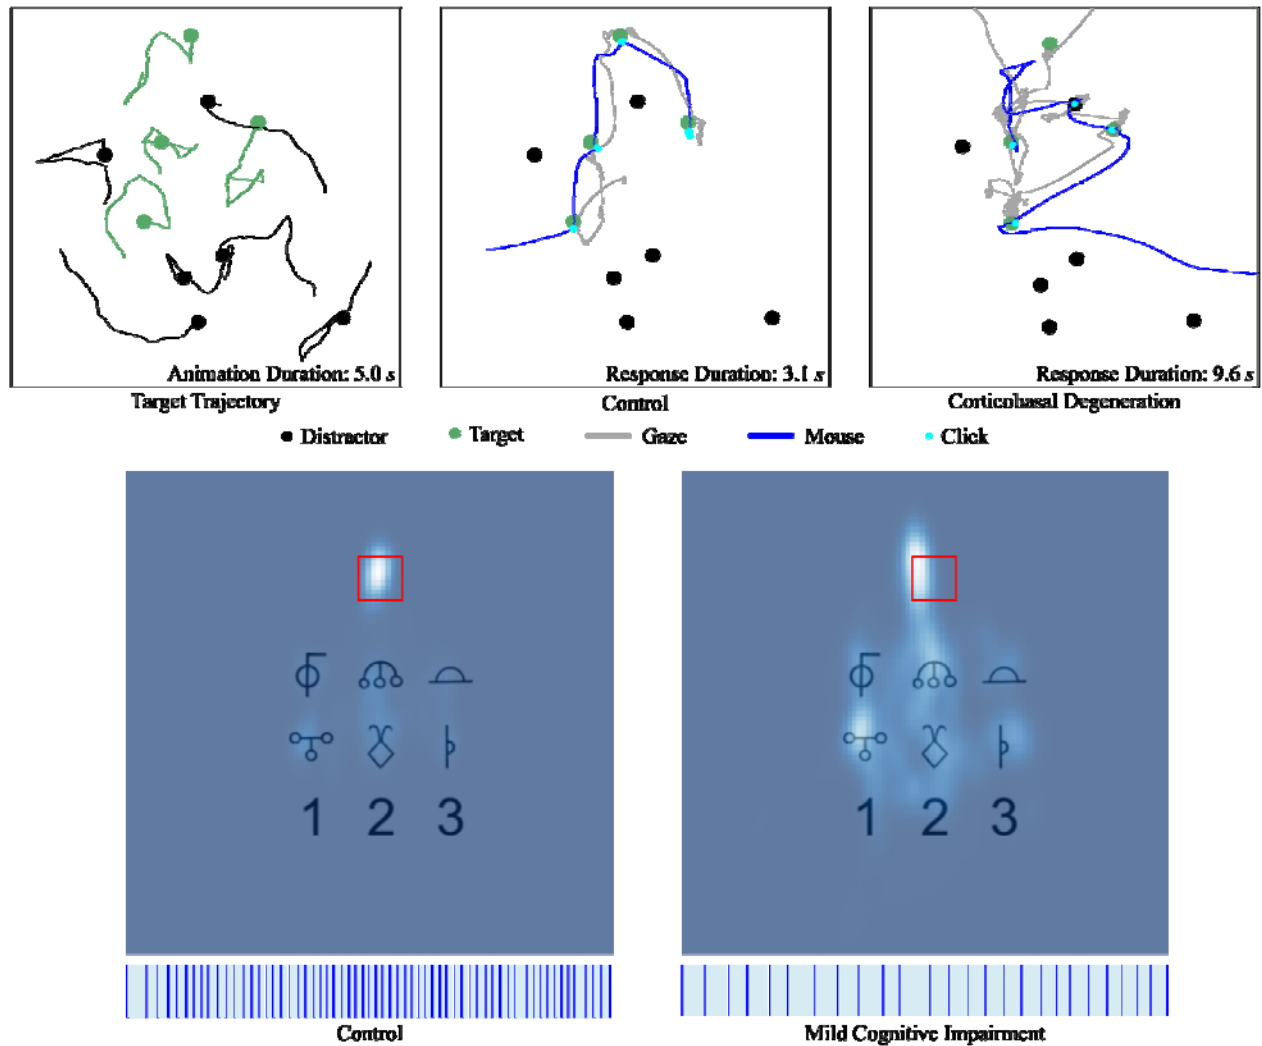 Animation Duration: 5.0 s
Response Duration: 3.1 s
Response Duration: 9.6 s
Target Trajectory
Control
Corticobasal Degeneration
Distractor
Target
Gaze
Mouse
Click
1 2 3
1 2 3
Control
Mild Cognitive Impairment